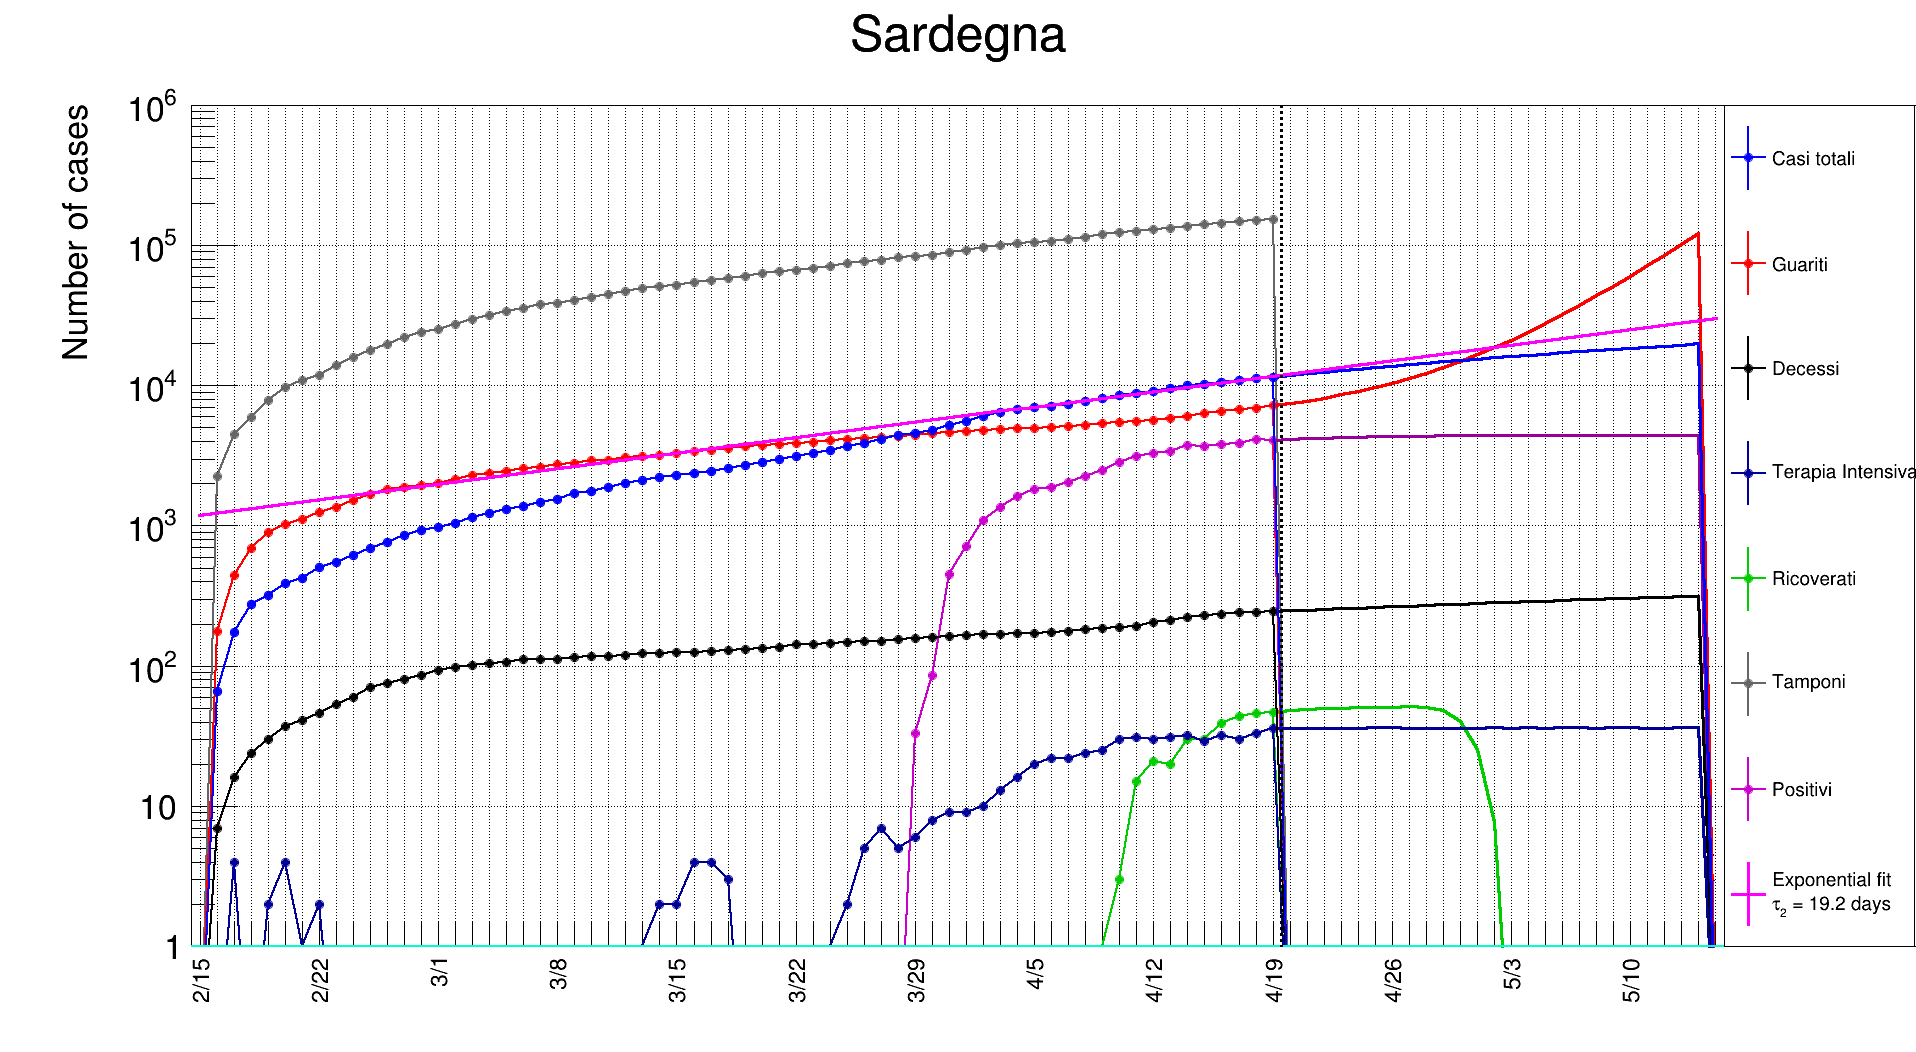 Sardegna
Number of cases
10^6
10^5
10^4
10^3
10^2
10
1
2/15
2/22
3/1
3/8
3/15
3/22
3/29
4/5
4/12
4/19
4/26
5/3
5/10
Casi totali
Guariti
Decessi
Terapia Intensiva
Ricoverati
Tamponi
Positivi
Exponential fit
τ₂ = 19.2 days